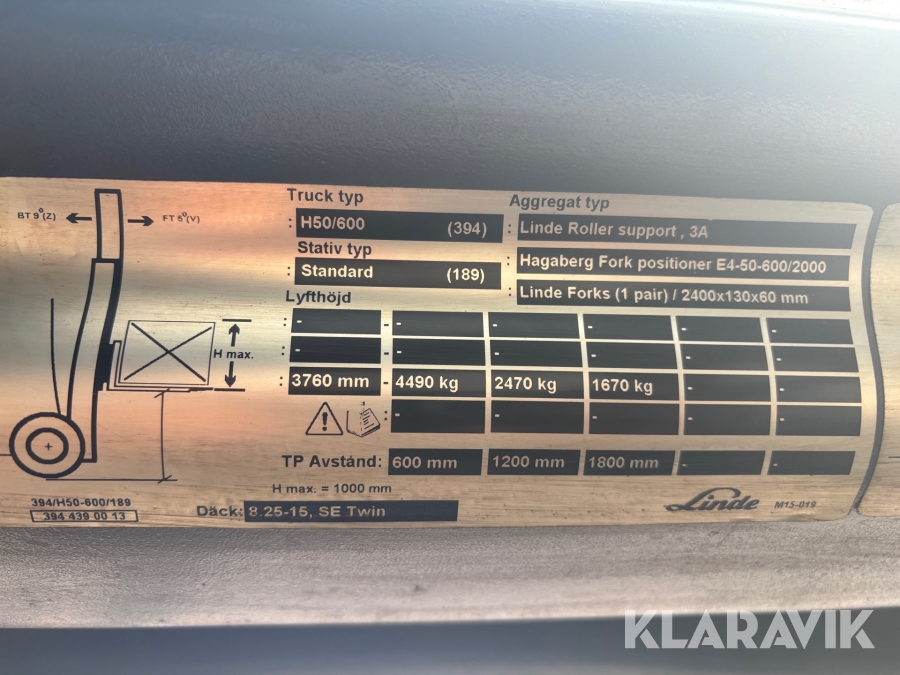 BT 9°(Z)
FT 5°(V)
H max.
394/H50-600/189
394 439 00 13
Truck typ
: H50/600 (394)
Stativ typ
: Standard (189)
Aggregat typ
: Linde Roller support , 3A
: Hagaberg Fork positioner E4-50-600/2000
: Linde Forks (1 pair) / 2400x130x60 mm
Lyfthöjd
: - - - - - - -
: - - - - - - -
: 3760 mm - 4490 kg 2470 kg 1670 kg - -
: - - - - -
TP Avstånd: 600 mm 1200 mm 1800 mm - -
H max. = 1000 mm
Däck: 8.25-15, SE Twin
Linde M15-019
KLARAVIK